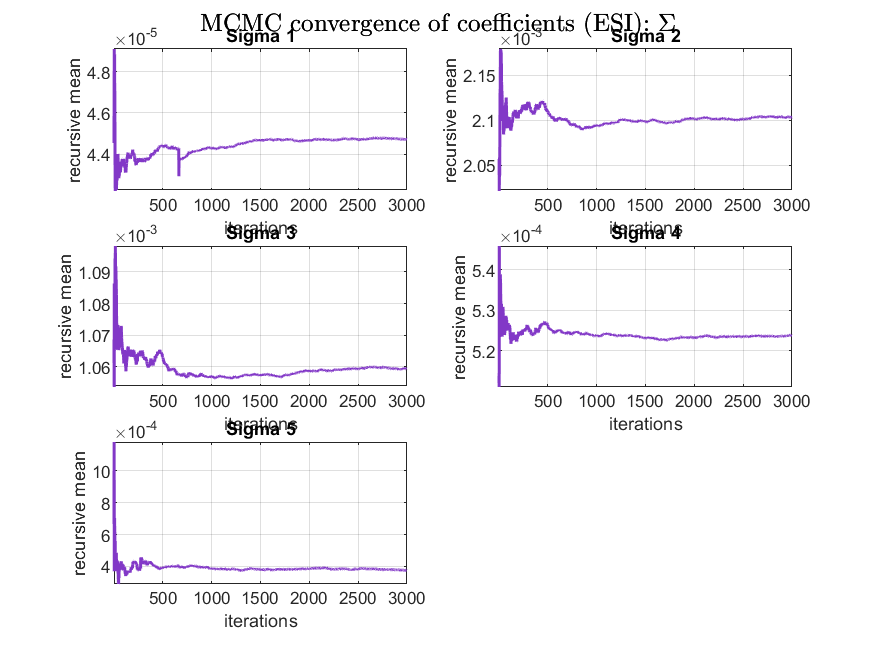 MCMC convergence of coefficients (ESI): Σ
×10-5
Sigma 1
recursive mean
4.8
4.6
4.4
500 1000 1500 2000 2500 3000
iterations
×10-3
Sigma 2
recursive mean
2.15
2.1
2.05
500 1000 1500 2000 2500 3000
iterations
×10-3
Sigma 3
recursive mean
1.09
1.08
1.07
1.06
500 1000 1500 2000 2500 3000
iterations
×10-4
Sigma 4
recursive mean
5.4
5.3
5.2
500 1000 1500 2000 2500 3000
iterations
×10-4
Sigma 5
recursive mean
10
8
6
4
500 1000 1500 2000 2500 3000
iterations